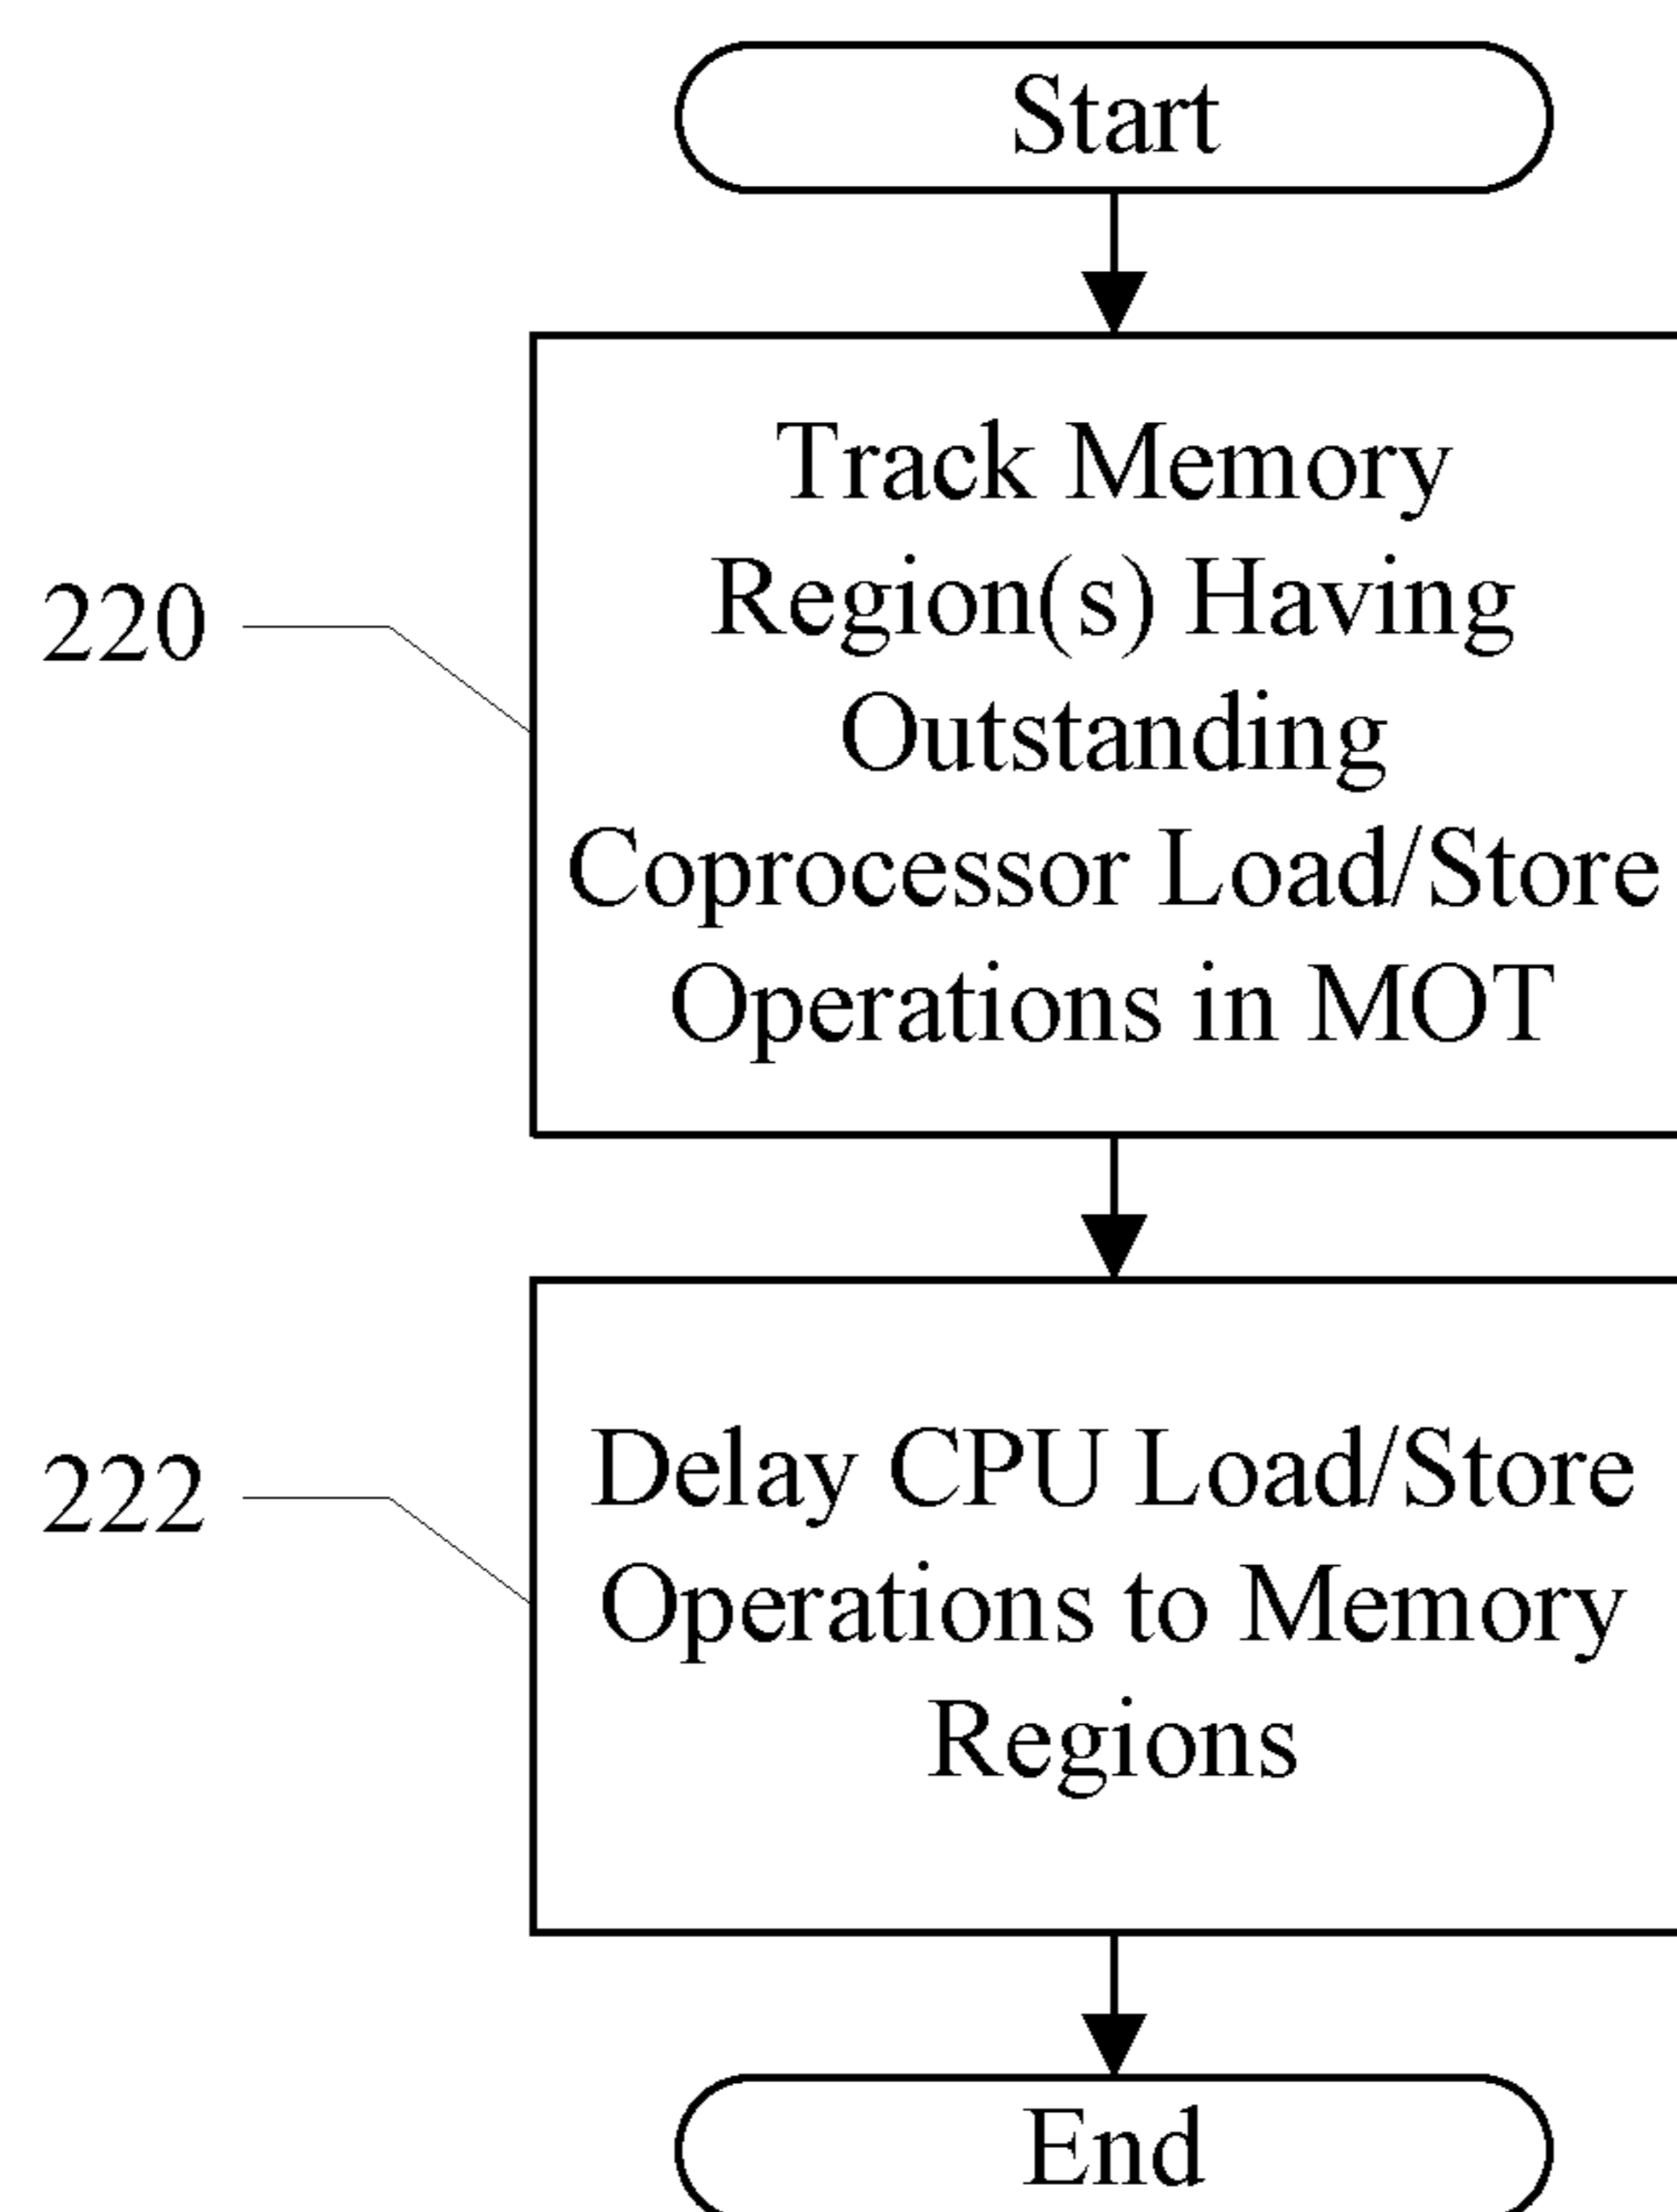 Start
Track Memory
Region(s) Having
Outstanding
Coprocessor Load/Store
Operations in MOT
220
Delay CPU Load/Store
Operations to Memory
Regions
222
End